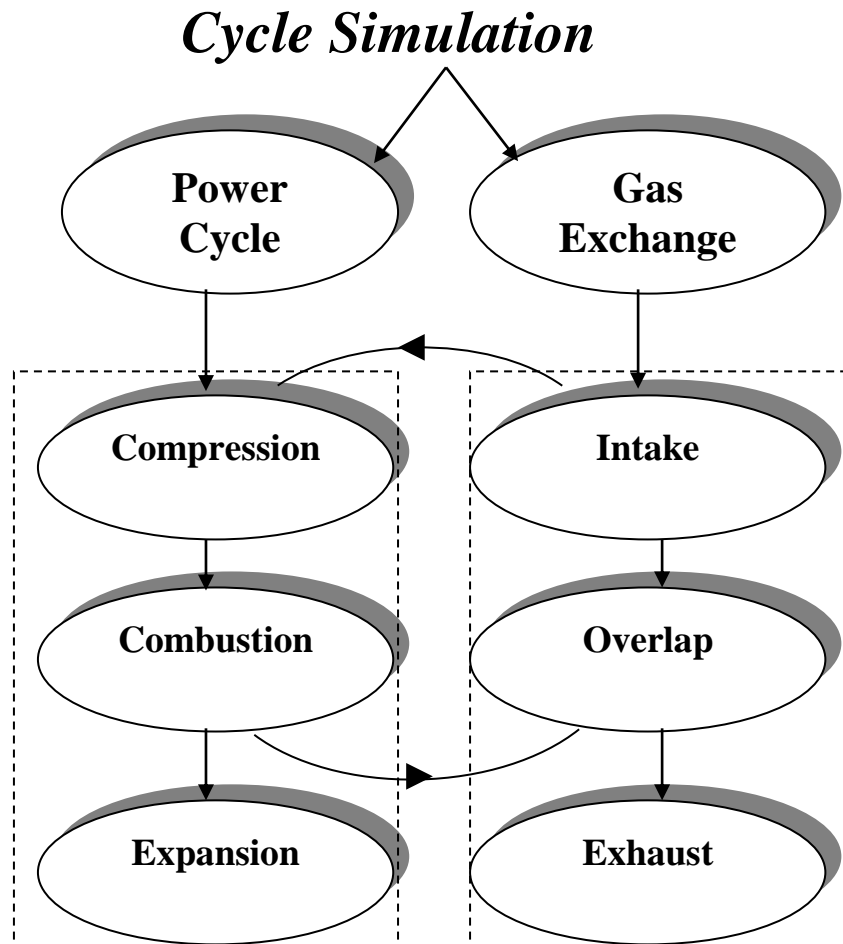 Cycle Simulation
Power
Cycle
Gas
Exchange
Compression
Intake
Combustion
Overlap
Expansion
Exhaust